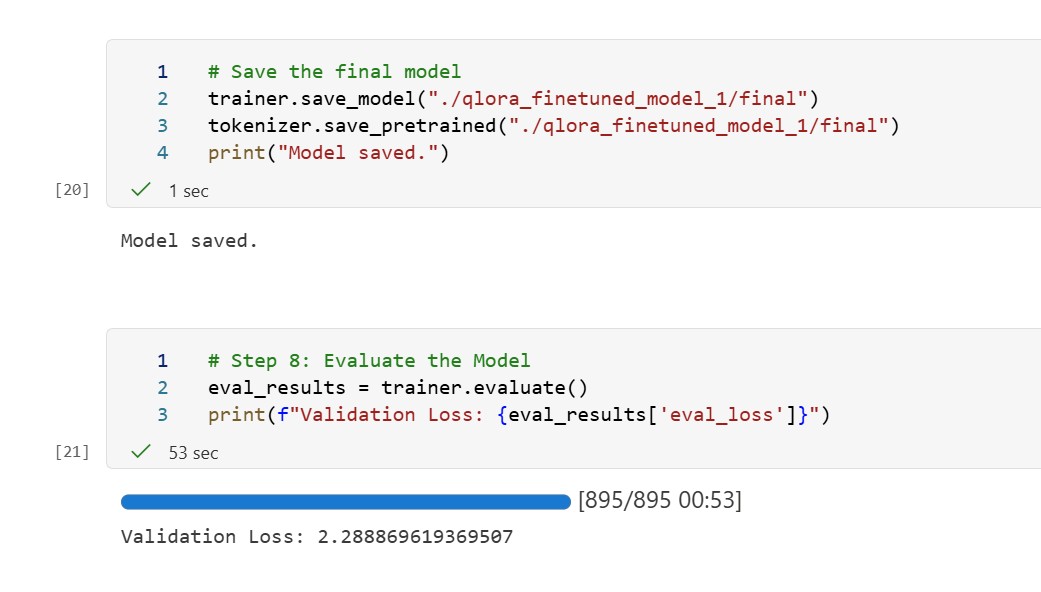 1 # Save the final model
2 trainer.save_model("./qlora_finetuned_model_1/final")
3 tokenizer.save_pretrained("./qlora_finetuned_model_1/final")
4 print("Model saved.")
[20] 1 sec
Model saved.
1 # Step 8: Evaluate the Model
2 eval_results = trainer.evaluate()
3 print(f"Validation Loss: {eval_results['eval_loss']}")
[21] 53 sec
[895/895 00:53]
Validation Loss: 2.288869619369507